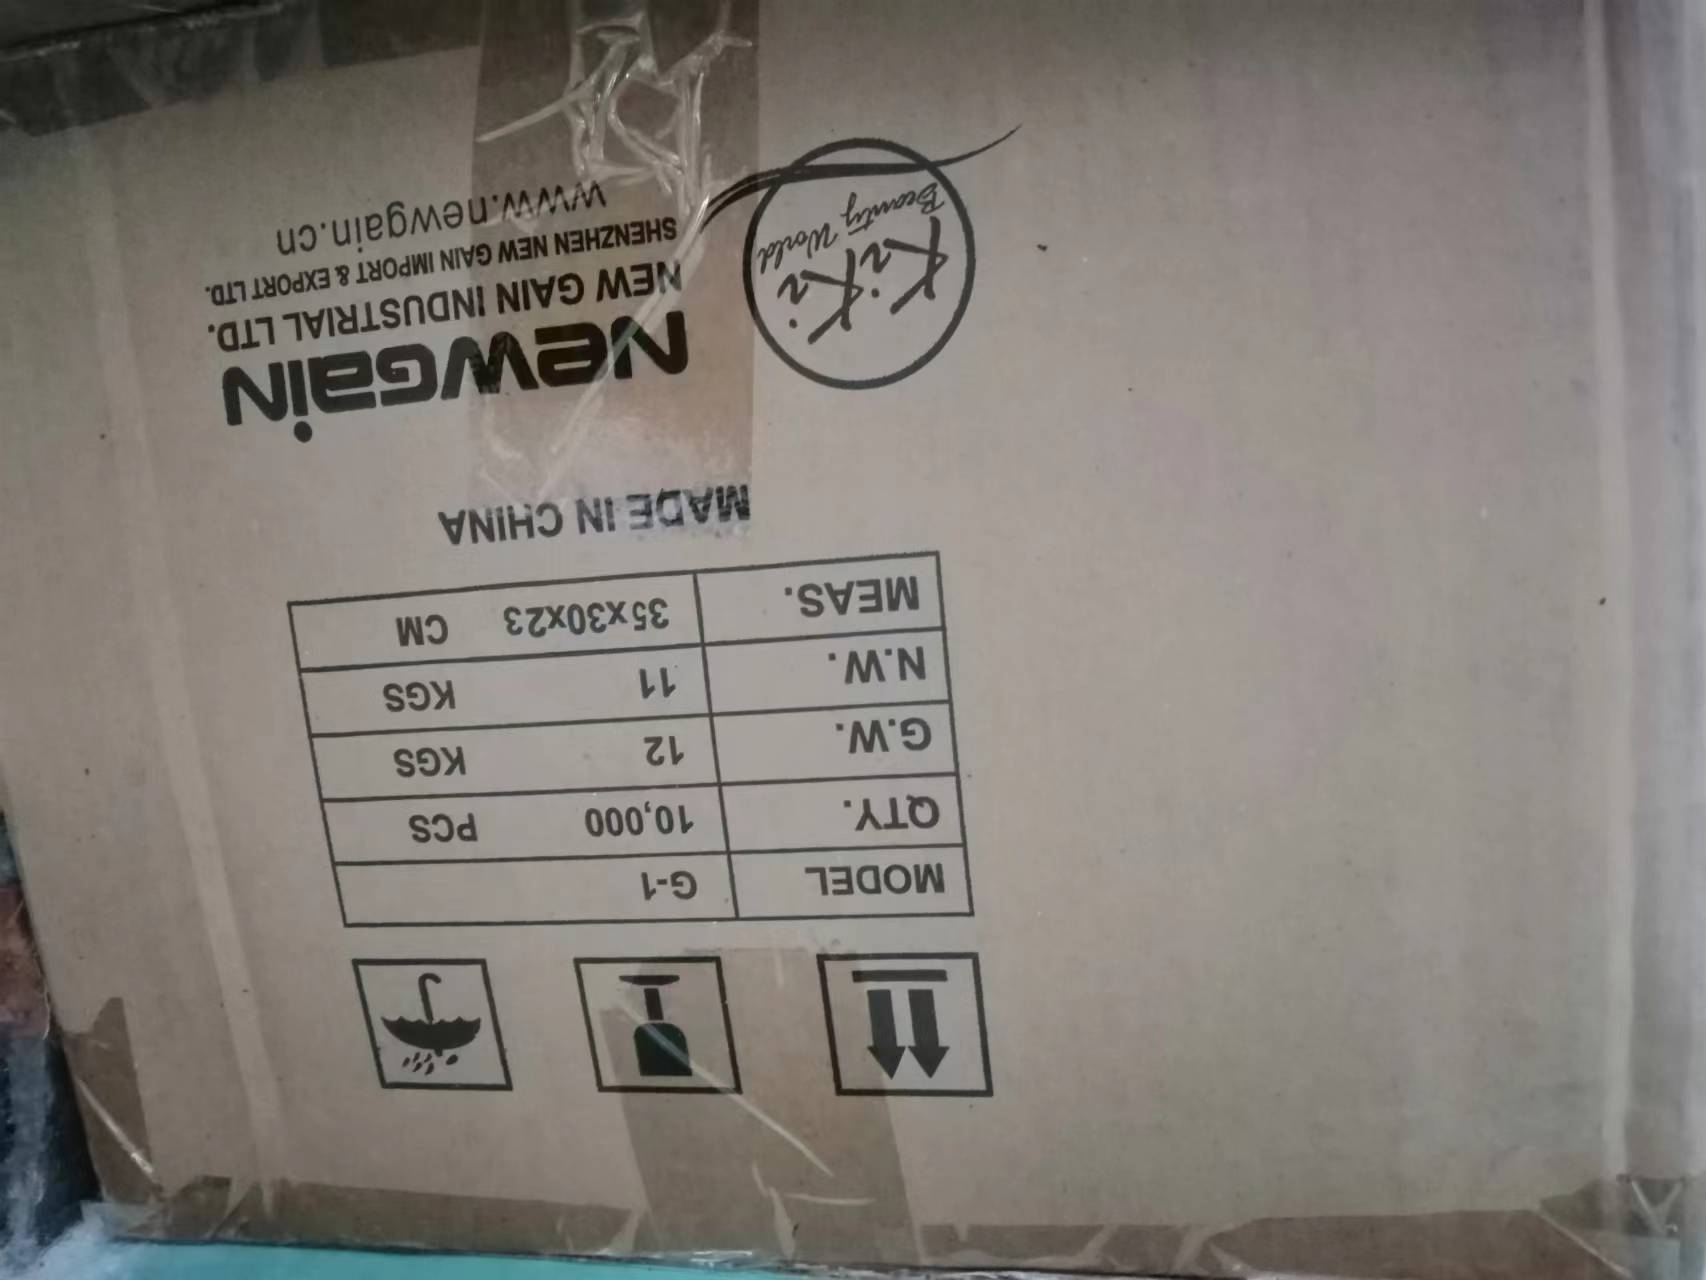 MODEL G-1
QTY. 10,000 PCS
G.W. 12 KGS
N.W. 11 KGS
MEAS. 35x30x23 CM
MADE IN CHINA
KiKi
Beauty World
NEWGAiN
NEW GAIN INDUSTRIAL LTD.
SHENZHEN NEW GAIN IMPORT & EXPORT LTD.
www.newgain.cn